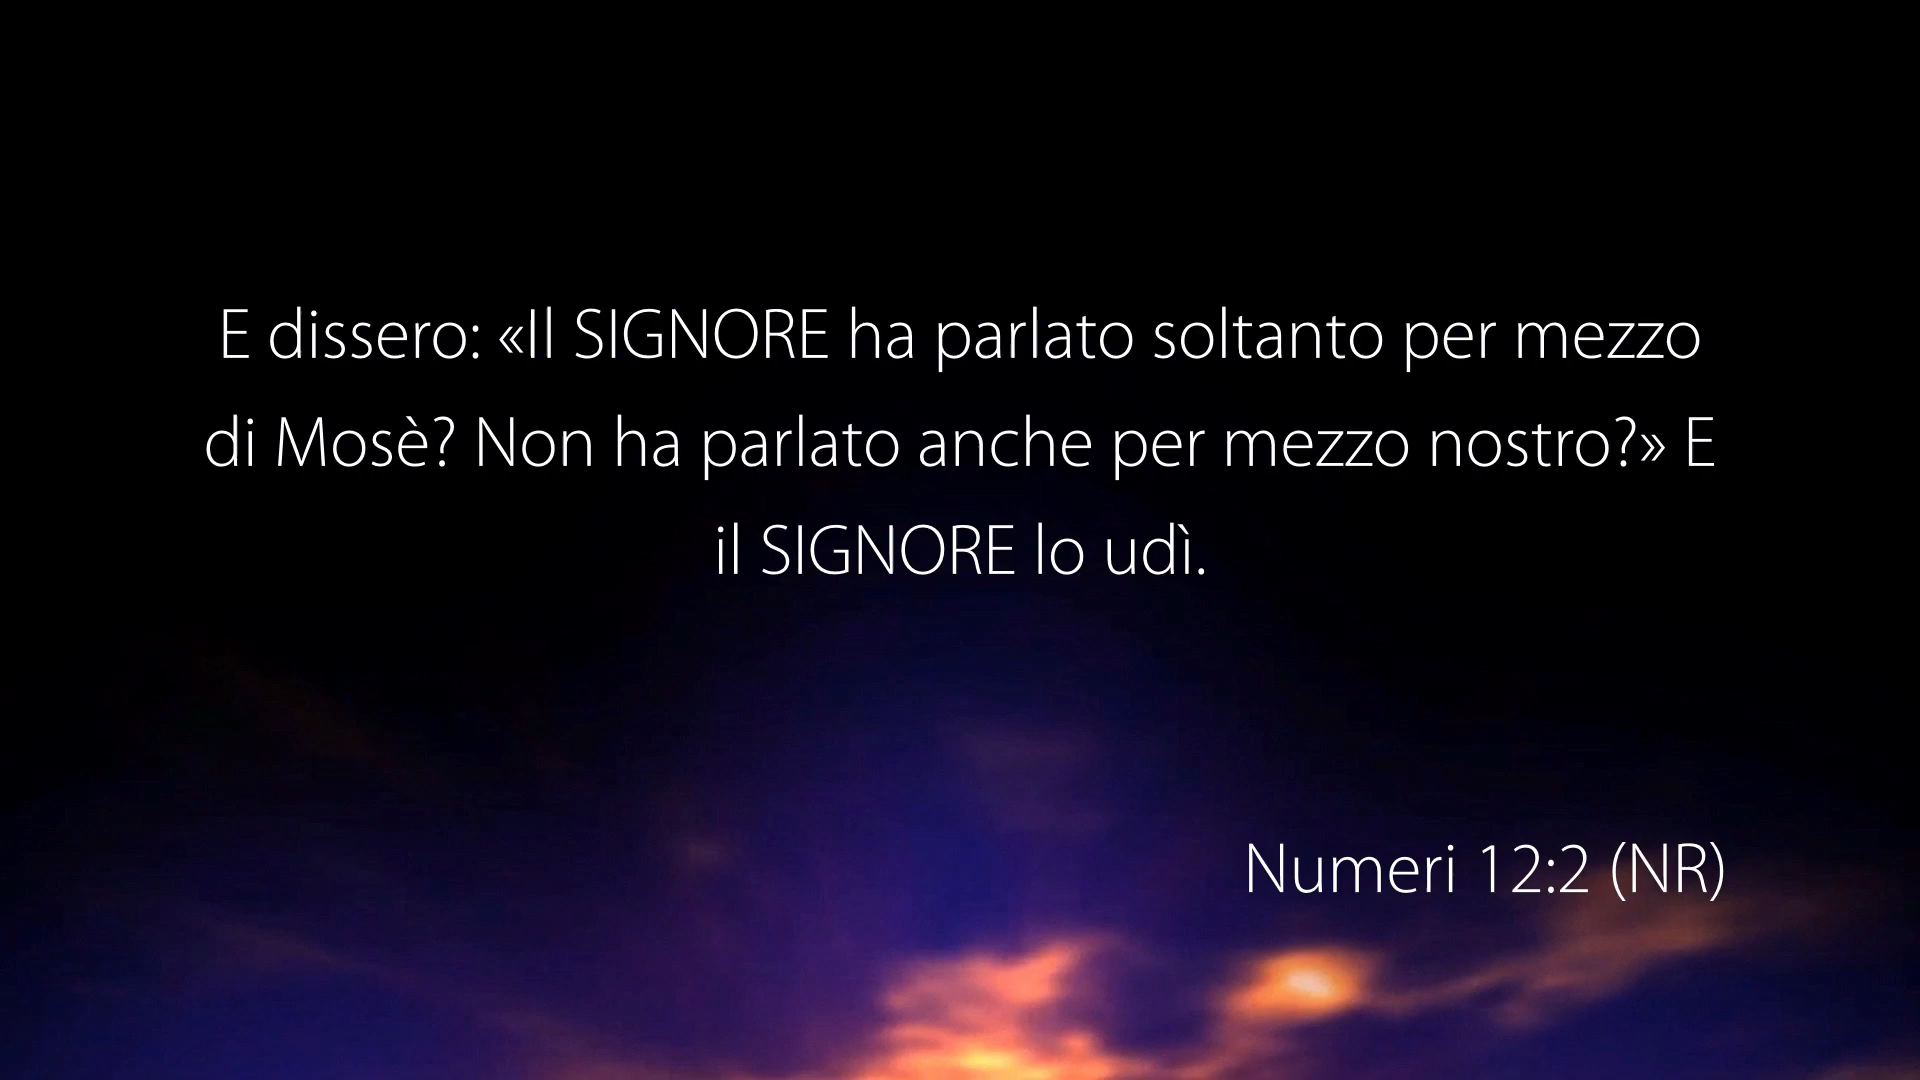 E dissero: «Il SIGNORE ha parlato soltanto per mezzo
di Mosè? Non ha parlato anche per mezzo nostro?» E
il SIGNORE lo udì.
Numeri 12:2 (NR)